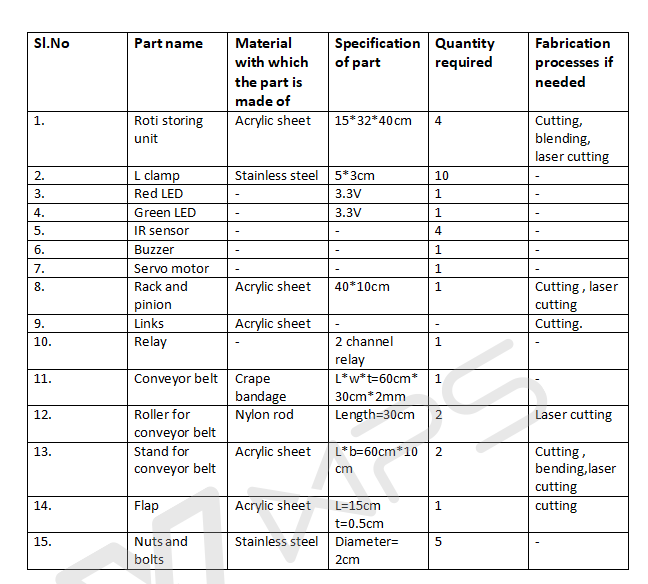 Sl.No Part name Material Specification Quantity Fabrication
with which of part required processes if
the part is needed
made of
1. Roti storing Acrylic sheet 15*32*40cm 4 Cutting,
unit blending,
laser cutting
2. L clamp Stainless steel 5*3cm 10 -
3. Red LED - 3.3V 1 -
4. Green LED - 3.3V 1 -
5. IR sensor - - 4 -
6. Buzzer - - 1 -
7. Servo motor - - 1 -
8. Rack and Acrylic sheet 40*10cm 1 Cutting , laser
pinion cutting
9. Links Acrylic sheet - - Cutting.
10. Relay - 2 channel 1 -
relay
11. Conveyor belt Crape L*w*t=60cm* 1 -
bandage 30cm*2mm
12. Roller for Nylon rod Length=30cm 2 Laser cutting
conveyor belt
13. Stand for Acrylic sheet L*b=60cm*10 2 Cutting ,
conveyor belt cm bending,laser
cutting
14. Flap Acrylic sheet L=15cm 1 cutting
t=0.5cm
15. Nuts and Stainless steel Diameter= 5 -
bolts 2cm